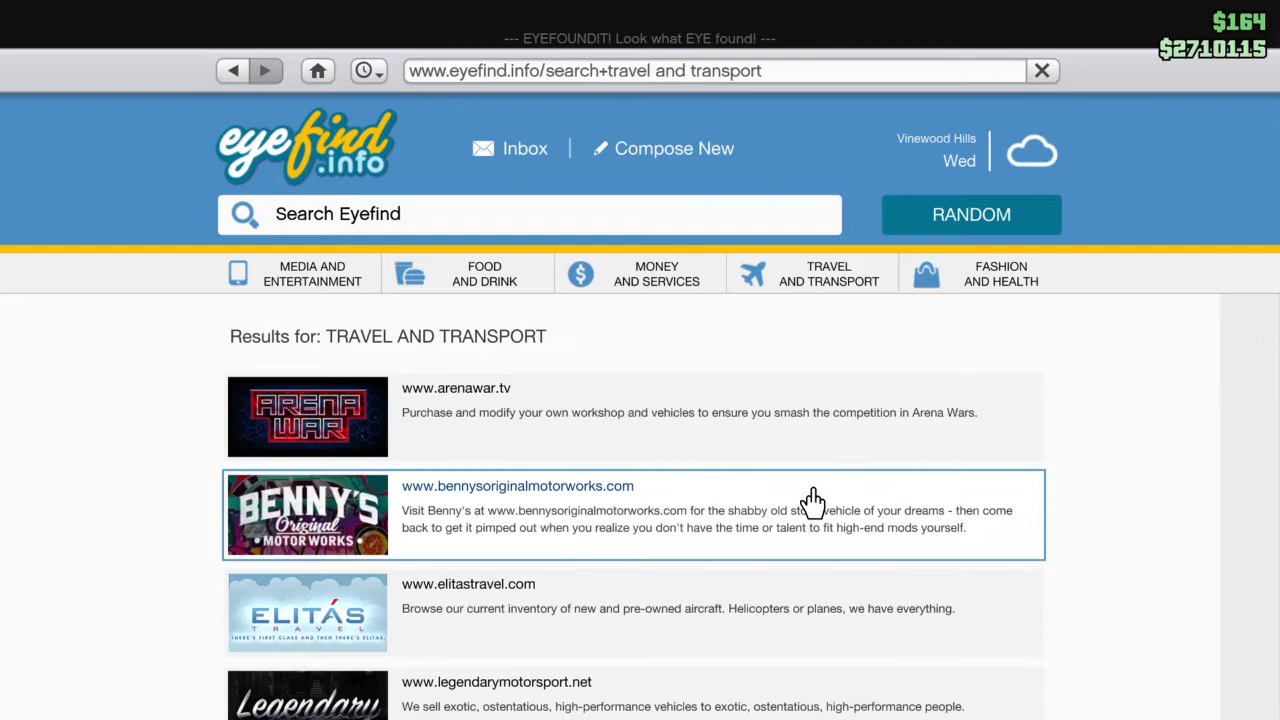 $164
--- EYEFOUNDIT! Look what EYE found! ---
$2710115
www.eyefind.info/search+travel and transport
eyefind
.info
Inbox
Compose New
Vinewood Hills
Wed
Search Eyefind
RANDOM
MEDIA AND
ENTERTAINMENT
FOOD
AND DRINK
MONEY
AND SERVICES
TRAVEL
AND TRANSPORT
FASHION
AND HEALTH
Results for: TRAVEL AND TRANSPORT
ARENA
WAR
www.arenawar.tv
Purchase and modify your own workshop and vehicles to ensure you smash the competition in Arena Wars.
BENNY'S
Original
MOTOR WORKS
www.bennysoriginalmotorworks.com
Visit Benny's at www.bennysoriginalmotorworks.com for the shabby old vehicle of your dreams - then come
back to get it pimped out when you realize you don't have the time or talent to fit high-end mods yourself.
ELITÁS
TRAVEL
THERE'S FIRST CLASS AND THEN THERE'S ELITAS.
www.elitastravel.com
Browse our current inventory of new and pre-owned aircraft. Helicopters or planes, we have everything.
Legendary
www.legendarymotorsport.net
We sell exotic, ostentatious, high-performance vehicles to exotic, ostentatious, high-performance people.